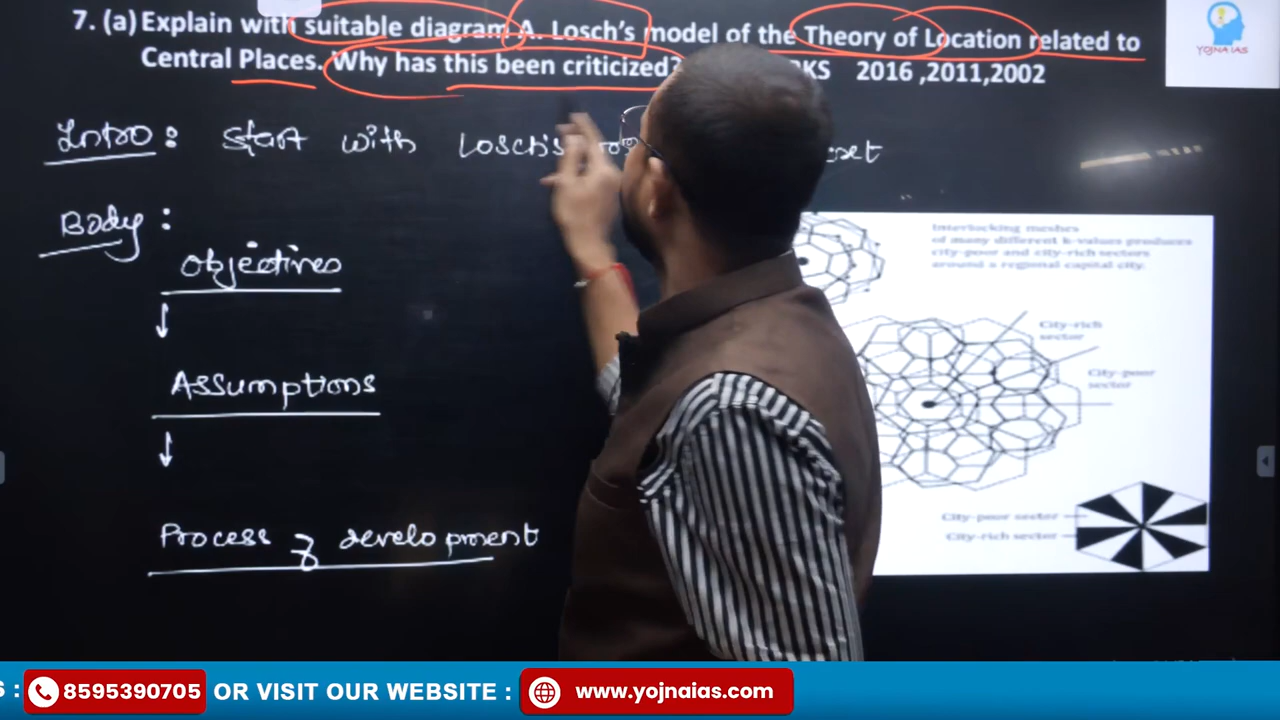 7. (a) Explain with suitable diagram A. Losch's model of the Theory of Location related to
Central Places. Why has this been criticized? KS 2016 ,2011,2002
YOJNA IAS
Intro : Start with Losch's
Body :
Objectives
Assumptions
Process & development
Interlocking meshes
of many different k-values produces
city-poor and city-rich sectors
around a regional capital city.
City-rich
sector
City-poor
sector
City-poor sector
City-rich sector
: 8595390705 OR VISIT OUR WEBSITE : www.yojnaias.com